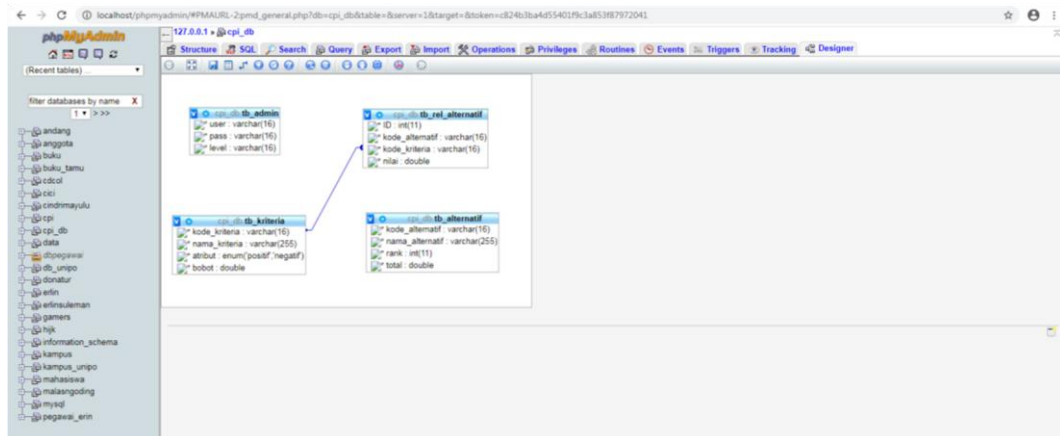 localhost/phpmyadmin/#PMAURL-2:pmd_general.php?db=cpi_db&table=&server=1&target=&token=c824b3ba4d55401f9c3a853f87972041
phpMyAdmin
(Recent tables) ...
filter databases by name X
1 > >>
andang
anggota
buku
buku_tamu
cdcol
cici
cindrimayulu
cpi
cpi_db
data
dbpegawai
db_unipo
donatur
erlin
erlinsuleman
gamers
hijk
information_schema
kampus
kampus_unipo
mahasiswa
malasngoding
mysql
pegawai_erin
127.0.0.1 » cpi_db
Structure SQL Search Query Export Import Operations Privileges Routines Events Triggers Tracking Designer
cpi_db.tb_admin
user : varchar(16)
pass : varchar(16)
level : varchar(16)
cpi_db.tb_rel_alternatif
ID : int(11)
kode_alternatif : varchar(16)
kode_kriteria : varchar(16)
nilai : double
cpi_db.tb_kriteria
kode_kriteria : varchar(16)
nama_kriteria : varchar(255)
atribut : enum('positif','negatif')
bobot : double
cpi_db.tb_alternatif
kode_alternatif : varchar(16)
nama_alternatif : varchar(255)
rank : int(11)
total : double